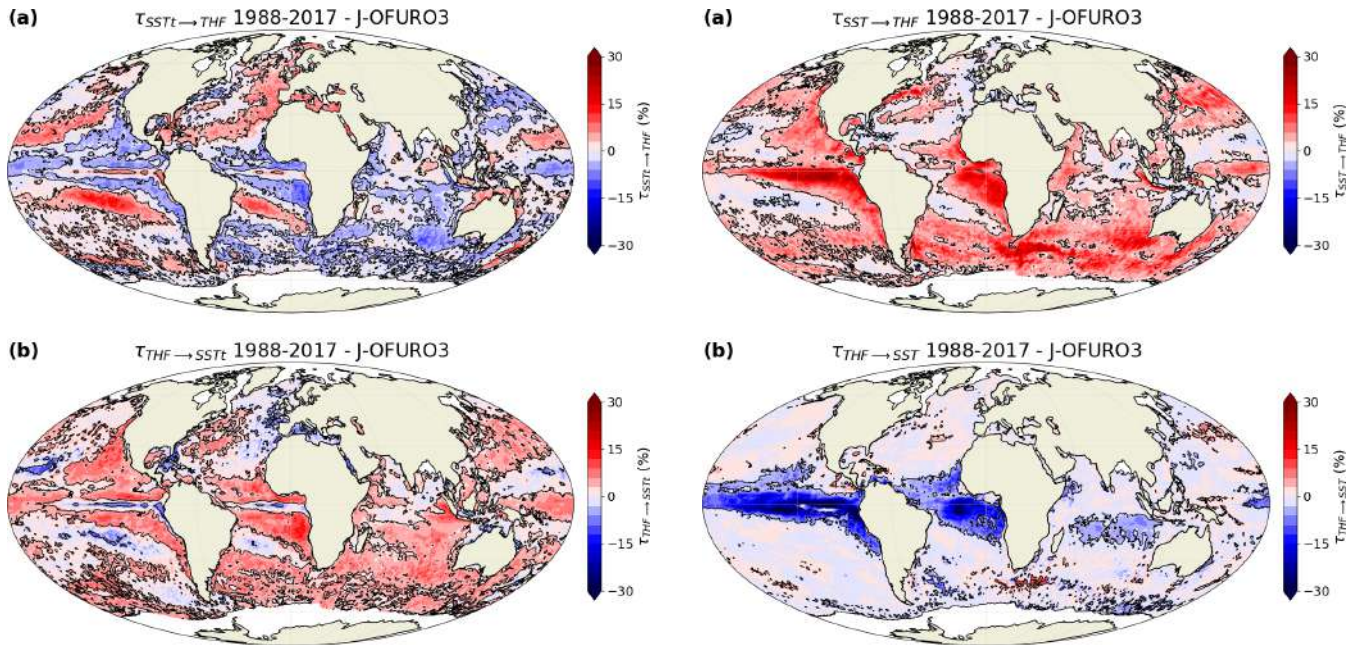 (a)
τSSTt→THF 1988-2017 - J-OFURO3
30
15
0
−15
−30
τSSTt→THF (%)
(a)
τSST→THF 1988-2017 - J-OFURO3
30
15
0
−15
−30
τSST→THF (%)
(b)
τTHF→SSTt 1988-2017 - J-OFURO3
30
15
0
−15
−30
τTHF→SSTt (%)
(b)
τTHF→SST 1988-2017 - J-OFURO3
30
15
0
−15
−30
τTHF→SST (%)